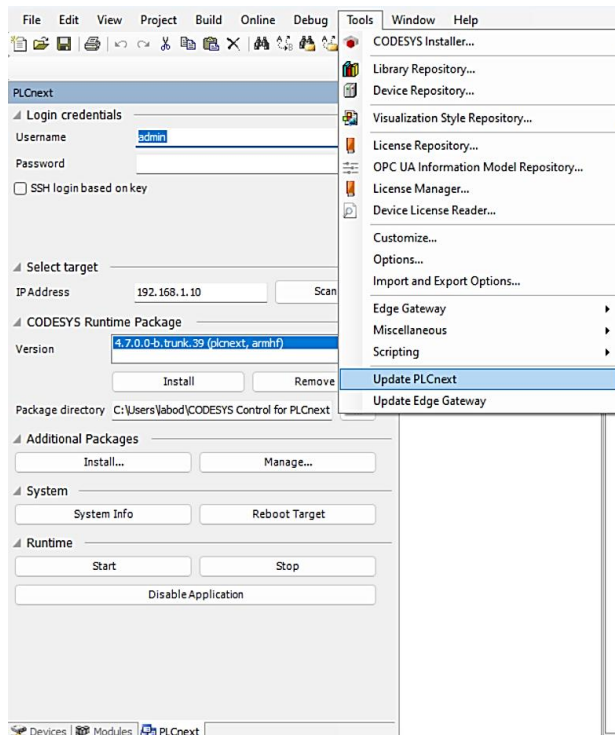 File Edit View Project Build Online Debug Tools Window Help
CODESYS Installer...
Library Repository...
Device Repository...
Visualization Style Repository...
License Repository...
OPC UA Information Model Repository...
License Manager...
Device License Reader...
Customize...
Options...
Import and Export Options...
Edge Gateway
Miscellaneous
Scripting
Update PLCnext
Update Edge Gateway
PLCnext
Login credentials
Username admin
Password
SSH login based on key
Select target
IP Address 192.168.1.10 Scan
CODESYS Runtime Package
Version 4.7.0.0-b.trunk.39 (plcnext, armhf)
Install Remove
Package directory C:\Users\labod\CODESYS Control for PLCnext
Additional Packages
Install... Manage...
System
System Info Reboot Target
Runtime
Start Stop
Disable Application
Devices Modules PLCnext